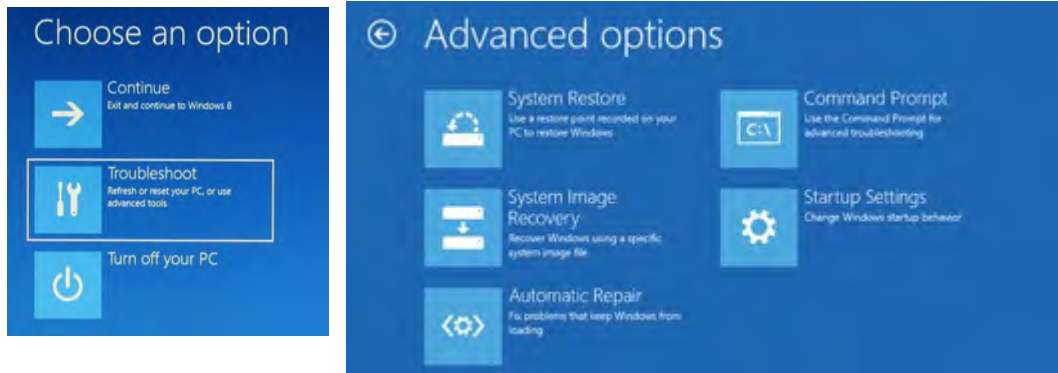 Choose an option
Continue
Exit and continue to Windows 8
Troubleshoot
Refresh or reset your PC, or use
advanced tools
Turn off your PC
Advanced options
System Restore
Use a restore point recorded on your
PC to restore Windows
System Image
Recovery
Recover Windows using a specific
system image file
Automatic Repair
Fix problems that keep Windows from
loading
Command Prompt
Use the Command Prompt for
advanced troubleshooting
C:\
Startup Settings
Change Windows startup behavior